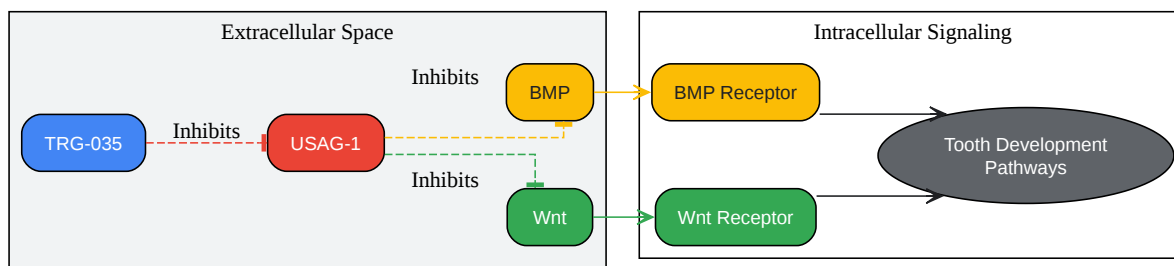 Extracellular Space
Intracellular Signaling
Inhibits
BMP
BMP Receptor
TRG-035
Inhibits
USAG-1
Tooth Development
Pathways
Inhibits
Wnt
Wnt Receptor